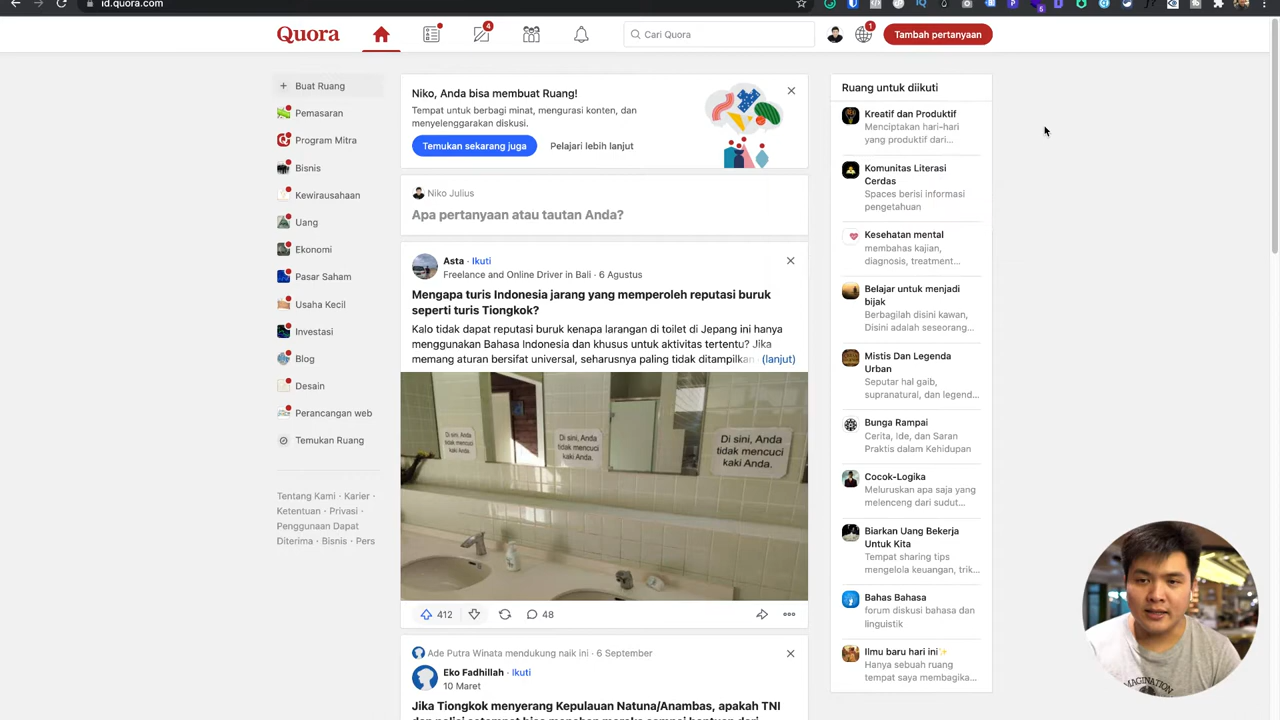 id.quora.com
Quora
4
Cari Quora
1
Tambah pertanyaan
Buat Ruang
Pemasaran
Program Mitra
Bisnis
Kewirausahaan
Uang
Ekonomi
Pasar Saham
Usaha Kecil
Investasi
Blog
Desain
Perancangan web
Temukan Ruang
Tentang Kami · Karier ·
Ketentuan · Privasi ·
Penggunaan Dapat
Diterima · Bisnis · Pers
Niko, Anda bisa membuat Ruang!
Tempat untuk berbagi minat, mengurasi konten, dan
menyelenggarakan diskusi.
Temukan sekarang juga
Pelajari lebih lanjut
Niko Julius
Apa pertanyaan atau tautan Anda?
Asta · Ikuti
Freelance and Online Driver in Bali · 6 Agustus
Mengapa turis Indonesia jarang yang memperoleh reputasi buruk
seperti turis Tiongkok?
Kalo tidak dapat reputasi buruk kenapa larangan di toilet di Jepang ini hanya
menggunakan Bahasa Indonesia dan khusus untuk aktivitas tertentu? Jika
memang aturan bersifat universal, seharusnya paling tidak ditampilkan (lanjut)
Di sini, Anda
tidak mencuci
kaki Anda.
Di sini, Anda
tidak mencuci
kaki Anda.
Di sini, Anda
tidak mencuci
kaki Anda.
412
48
Ade Putra Winata mendukung naik ini · 6 September
Eko Fadhillah · Ikuti
10 Maret
Jika Tiongkok menyerang Kepulauan Natuna/Anambas, apakah TNI
Ruang untuk diikuti
Kreatif dan Produktif
Menciptakan hari-hari
yang produktif dari...
Komunitas Literasi
Cerdas
Spaces berisi informasi
pengetahuan
Kesehatan mental
membahas kajian,
diagnosis, treatment...
Belajar untuk menjadi
bijak
Berbagilah disini kawan,
Disini adalah seseorang...
Mistis Dan Legenda
Urban
Seputar hal gaib,
supranatural, dan legend...
Bunga Rampai
Cerita, Ide, dan Saran
Praktis dalam Kehidupan
Cocok-Logika
Meluruskan apa saja yang
melenceng dari sudut...
Biarkan Uang Bekerja
Untuk Kita
Tempat sharing tips
mengelola keuangan, trik...
Bahas Bahasa
forum diskusi bahasa dan
linguistik
Ilmu baru hari ini✨
Hanya sebuah ruang
tempat saya membagika...
IMAGINATION